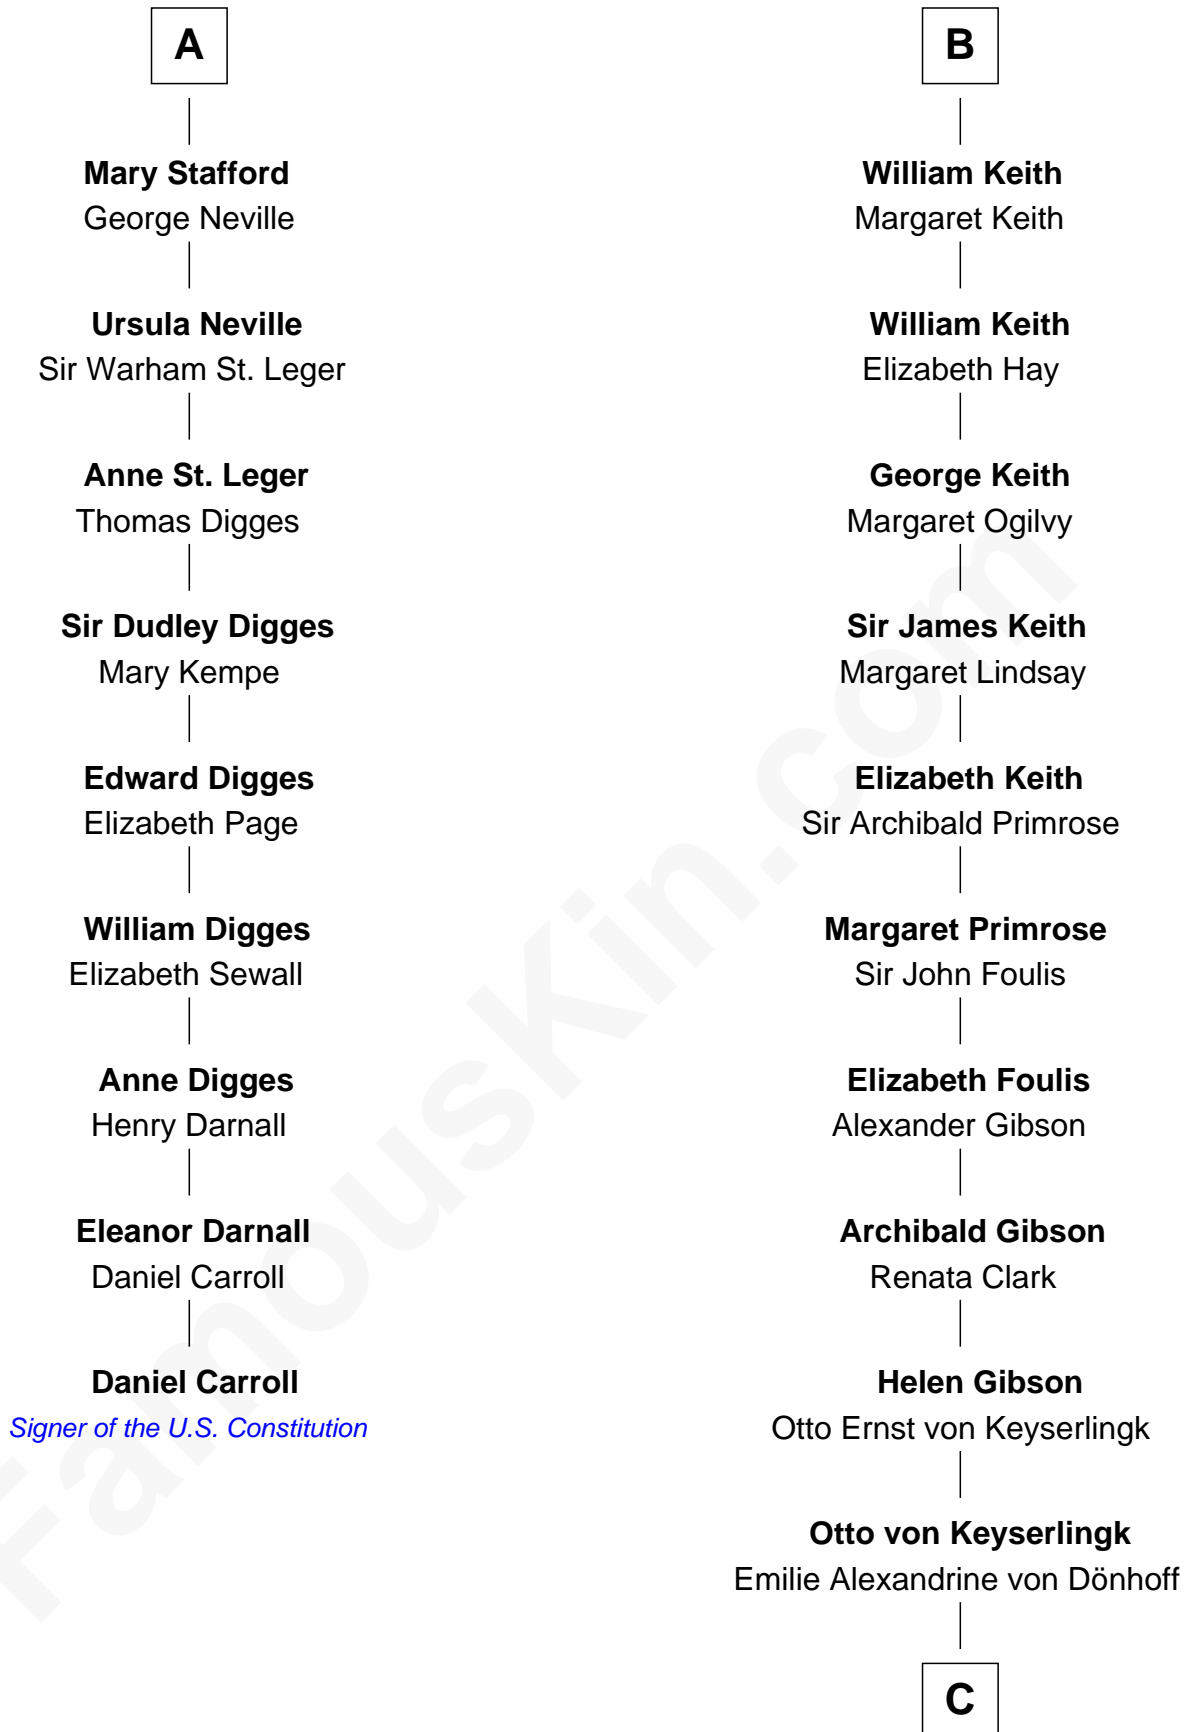 A
Mary Stafford
George Neville
Ursula Neville
Sir Warham St. Leger
Anne St. Leger
Thomas Digges
Sir Dudley Digges
Mary Kempe
Edward Digges
Elizabeth Page
William Digges
Elizabeth Sewall
Anne Digges
Henry Darnall
Eleanor Darnall
Daniel Carroll
Daniel Carroll
Signer of the U.S. Constitution
B
William Keith
Margaret Keith
William Keith
Elizabeth Hay
George Keith
Margaret Ogilvy
Sir James Keith
Margaret Lindsay
Elizabeth Keith
Sir Archibald Primrose
Margaret Primrose
Sir John Foulis
Elizabeth Foulis
Alexander Gibson
Archibald Gibson
Renata Clark
Helen Gibson
Otto Ernst von Keyserlingk
Otto von Keyserlingk
Emilie Alexandrine von Dönhoff
C
FamousKin.com